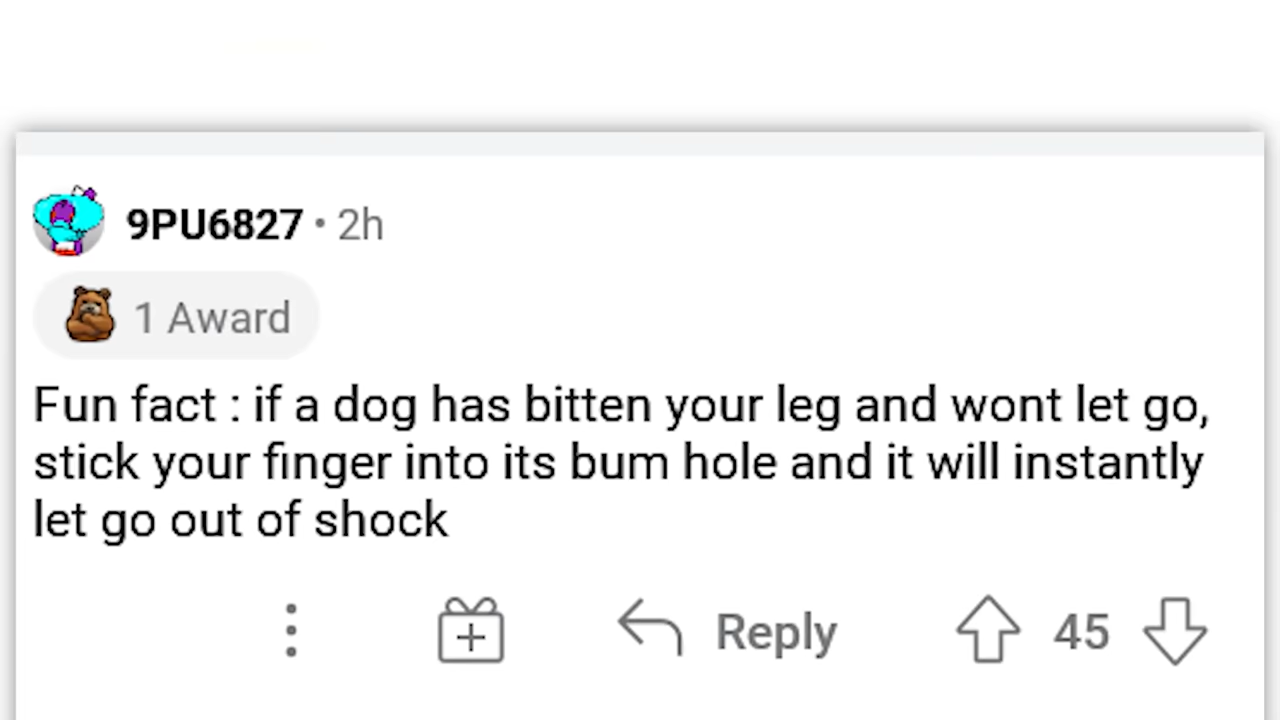 9PU6827 • 2h
1 Award
Fun fact : if a dog has bitten your leg and wont let go,
stick your finger into its bum hole and it will instantly
let go out of shock
Reply 45